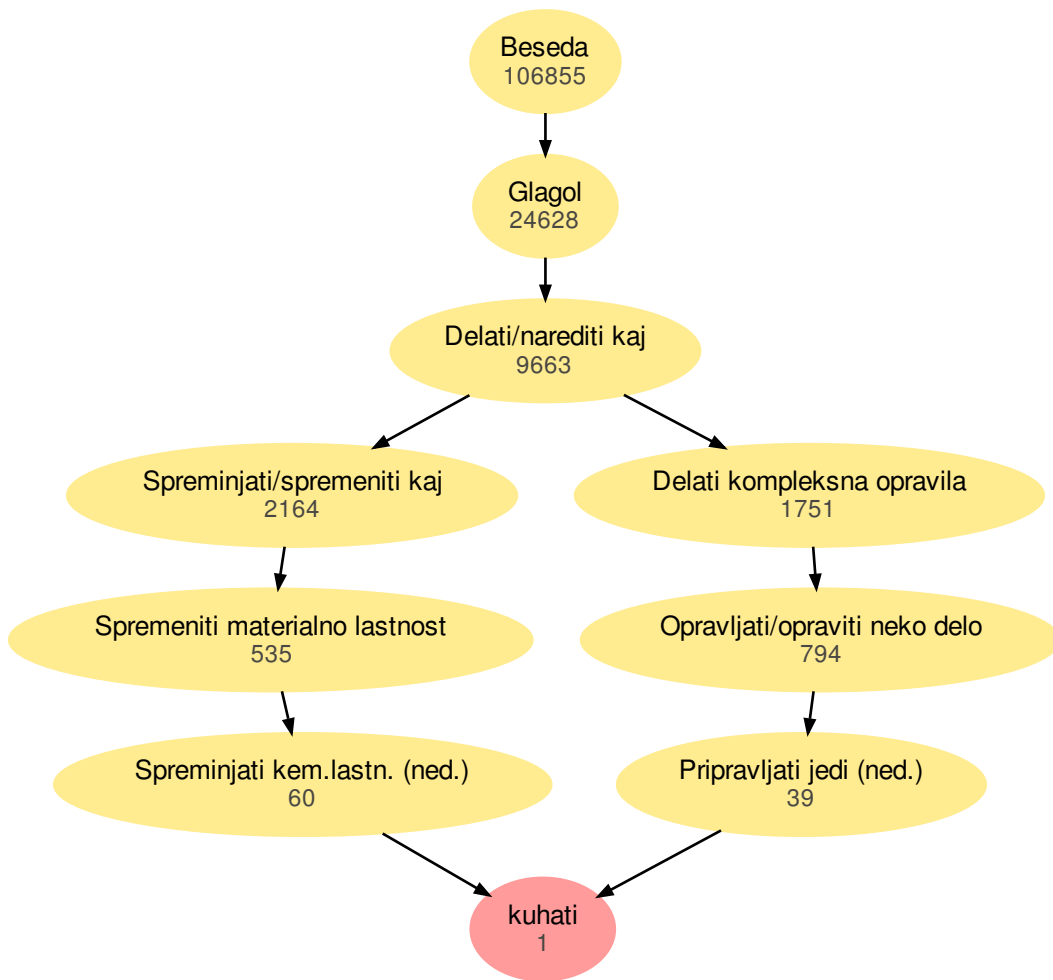 Beseda
106855
Glagol
24628
Delati/narediti kaj
9663
Spreminjati/spremeniti kaj
2164
Delati kompleksna opravila
1751
Spremeniti materialno lastnost
535
Opravljati/opraviti neko delo
794
Spreminjati kem.lastn. (ned.)
60
Pripravljati jedi (ned.)
39
kuhati
1